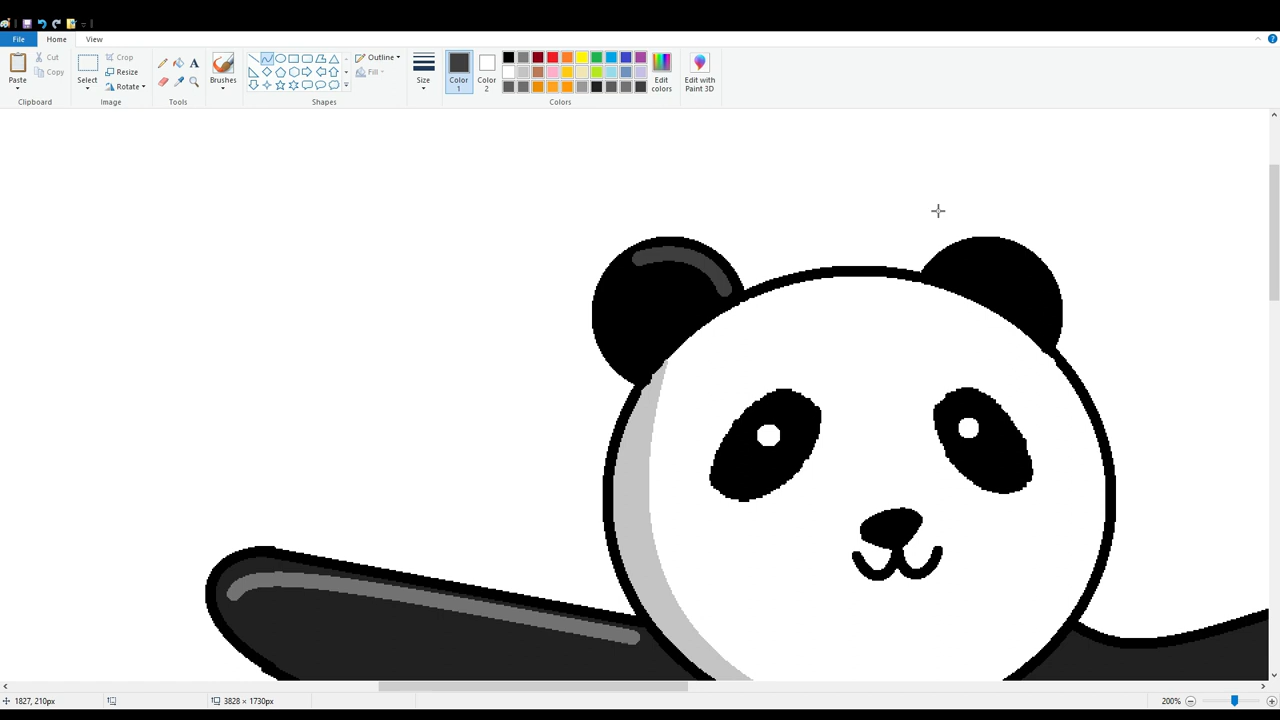 File Home View
Cut
Copy
Paste
Clipboard
Select
Crop
Resize
Rotate
Image
A
Tools
Brushes
Outline
Fill
Shapes
Size
Color
1
Color
2
Edit
colors
Edit with
Paint 3D
Colors
1827, 210px
3828 × 1730px
200%